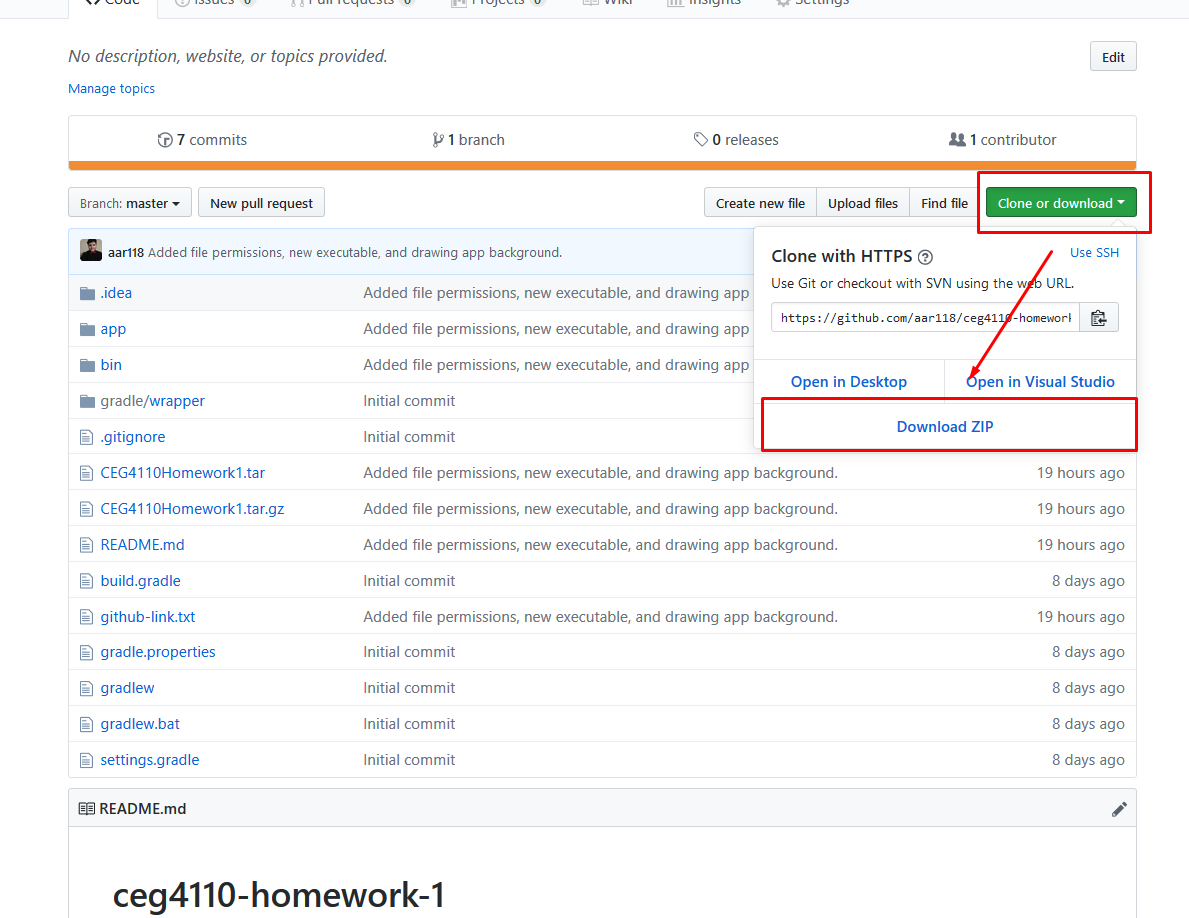 Code Issues 0 Pull requests 0 Projects 0 Wiki Insights Settings
No description, website, or topics provided.
Edit
Manage topics
7 commits 1 branch 0 releases 1 contributor
Branch: master New pull request Create new file Upload files Find file Clone or download
aar118 Added file permissions, new executable, and drawing app background.
Clone with HTTPS ? Use SSH
Use Git or checkout with SVN using the web URL.
https://github.com/aar118/ceg4110-homework
Open in Desktop Open in Visual Studio
Download ZIP
.idea Added file permissions, new executable, and drawing app
app Added file permissions, new executable, and drawing app
bin Added file permissions, new executable, and drawing app
gradle/wrapper Initial commit
.gitignore Initial commit
CEG4110Homework1.tar Added file permissions, new executable, and drawing app background. 19 hours ago
CEG4110Homework1.tar.gz Added file permissions, new executable, and drawing app background. 19 hours ago
README.md Added file permissions, new executable, and drawing app background. 19 hours ago
build.gradle Initial commit 8 days ago
github-link.txt Added file permissions, new executable, and drawing app background. 19 hours ago
gradle.properties Initial commit 8 days ago
gradlew Initial commit 8 days ago
gradlew.bat Initial commit 8 days ago
settings.gradle Initial commit 8 days ago
README.md
ceg4110-homework-1